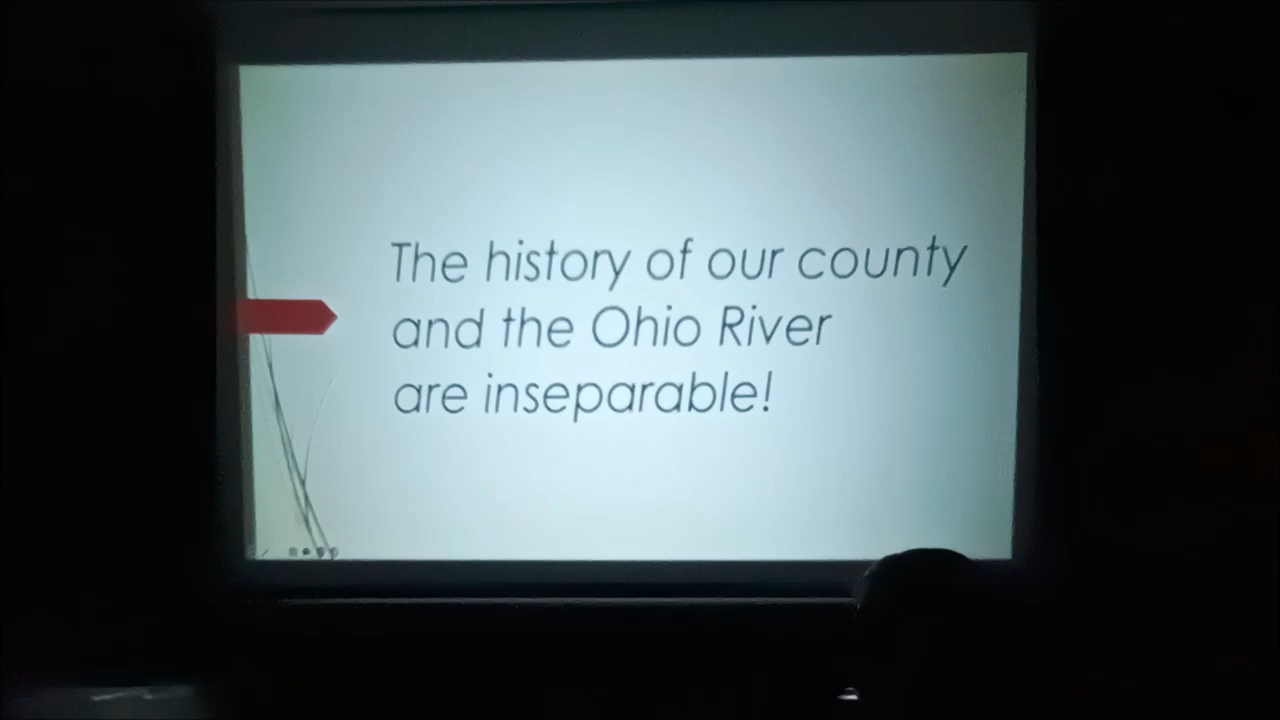 The history of our county
and the Ohio River
are inseparable!